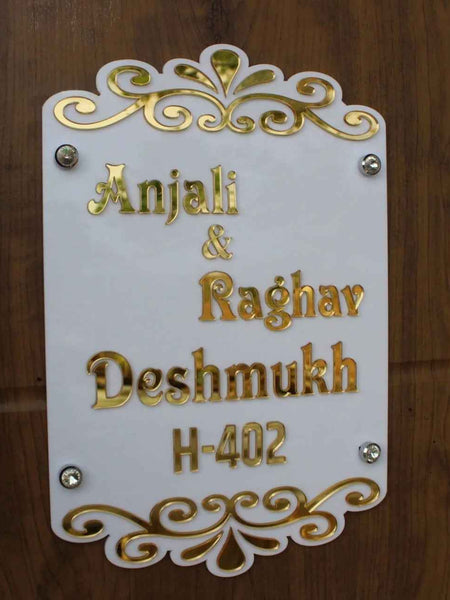 Anjali
&
Raghav
Deshmukh
H-402